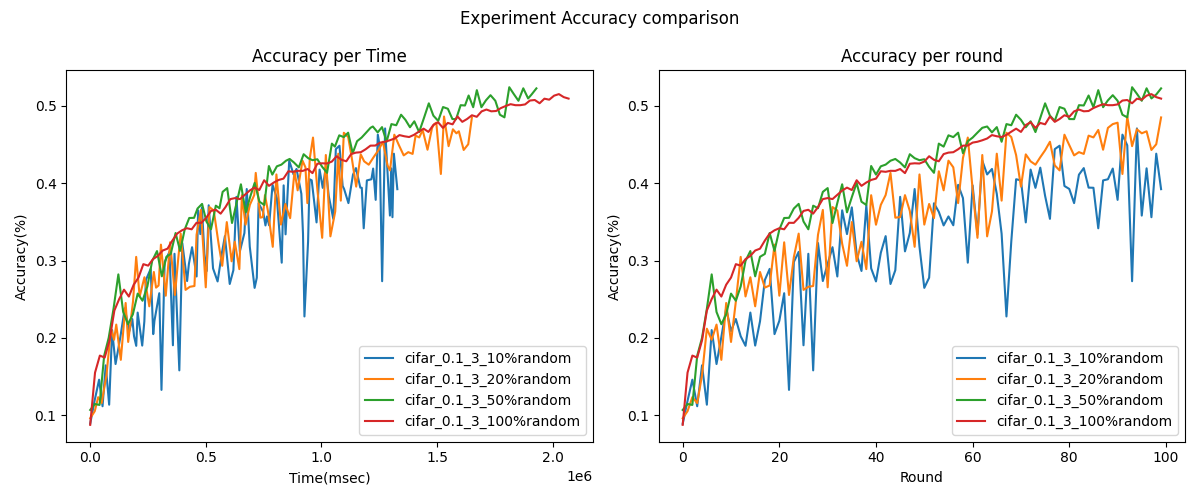 Experiment Accuracy comparison
Accuracy per Time
Accuracy(%)
0.5
0.4
0.3
0.2
0.1
cifar_0.1_3_10%random
cifar_0.1_3_20%random
cifar_0.1_3_50%random
cifar_0.1_3_100%random
0.0 0.5 1.0 1.5 2.0
1e6
Time(msec)
Accuracy per round
Accuracy(%)
0.5
0.4
0.3
0.2
0.1
cifar_0.1_3_10%random
cifar_0.1_3_20%random
cifar_0.1_3_50%random
cifar_0.1_3_100%random
0 20 40 60 80 100
Round